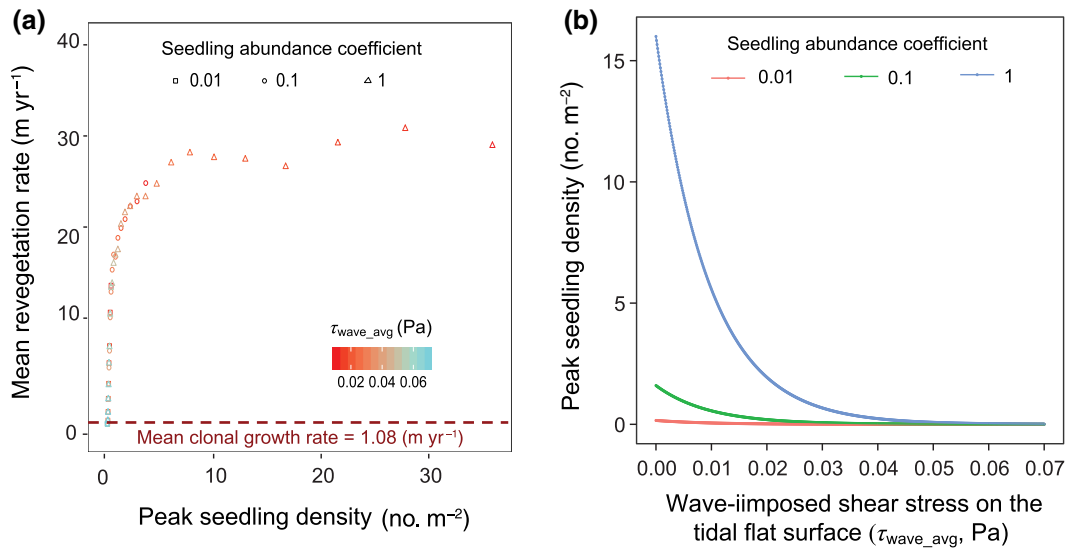 (a)
Seedling abundance coefficient
0.01 0.1 1
Mean revegetation rate (m yr⁻¹)
40
30
20
10
0
τwave_avg (Pa)
0.02 0.04 0.06
Mean clonal growth rate = 1.08 (m yr⁻¹)
0 10 20 30
Peak seedling density (no. m⁻²)
(b)
Seedling abundance coefficient
0.01 0.1 1
Peak seedling density (no. m⁻²)
15
10
5
0
0.00 0.01 0.02 0.03 0.04 0.05 0.06 0.07
Wave-iimposed shear stress on the
tidal flat surface (τwave_avg, Pa)